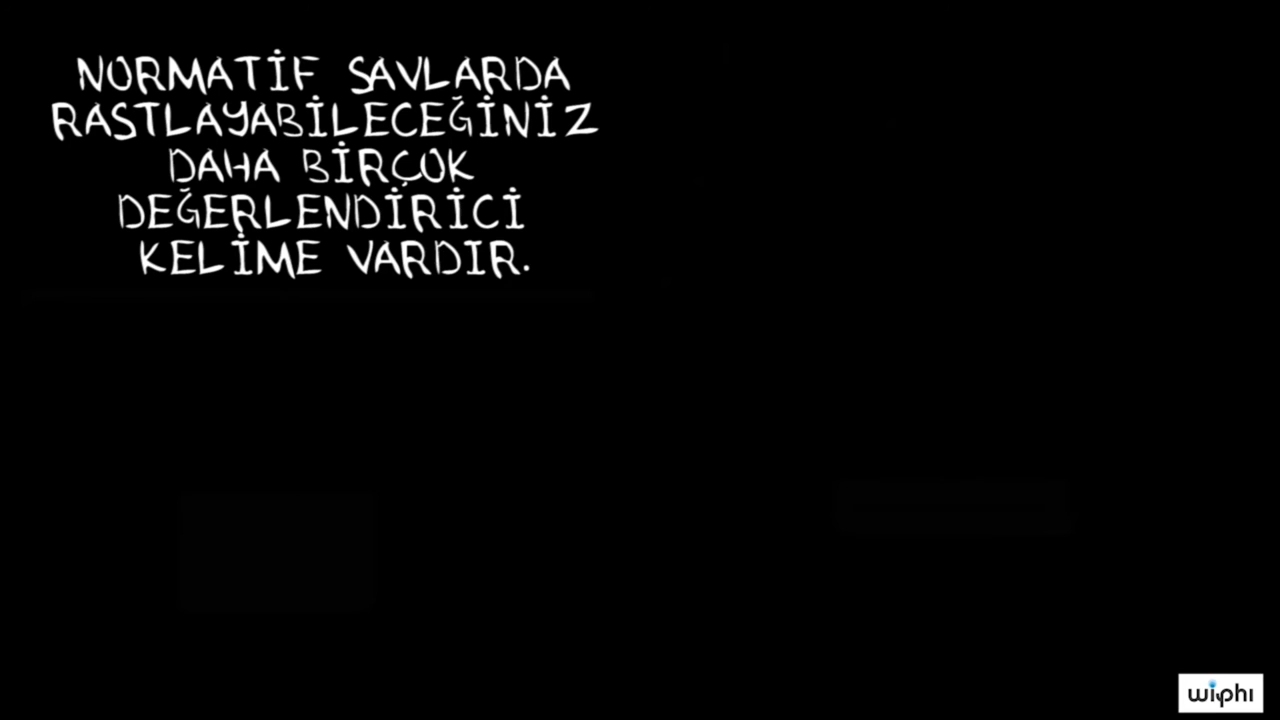 NORMATİF SAVLARDA
RASTLAYABİLECEĞİNİZ
DAHA BİRÇOK
DEĞERLENDİRİCİ
KELİME VARDIR.
wiphi